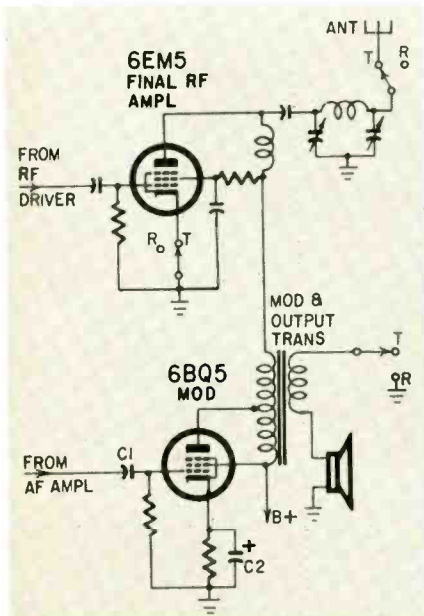 ANT
T
R
6EM5
FINAL RF
AMPL
FROM
RF
DRIVER
R
T
MOD &
OUTPUT
TRANS
T
R
6BQ5
MOD
FROM
AF AMPL
C1
B+
+
C2